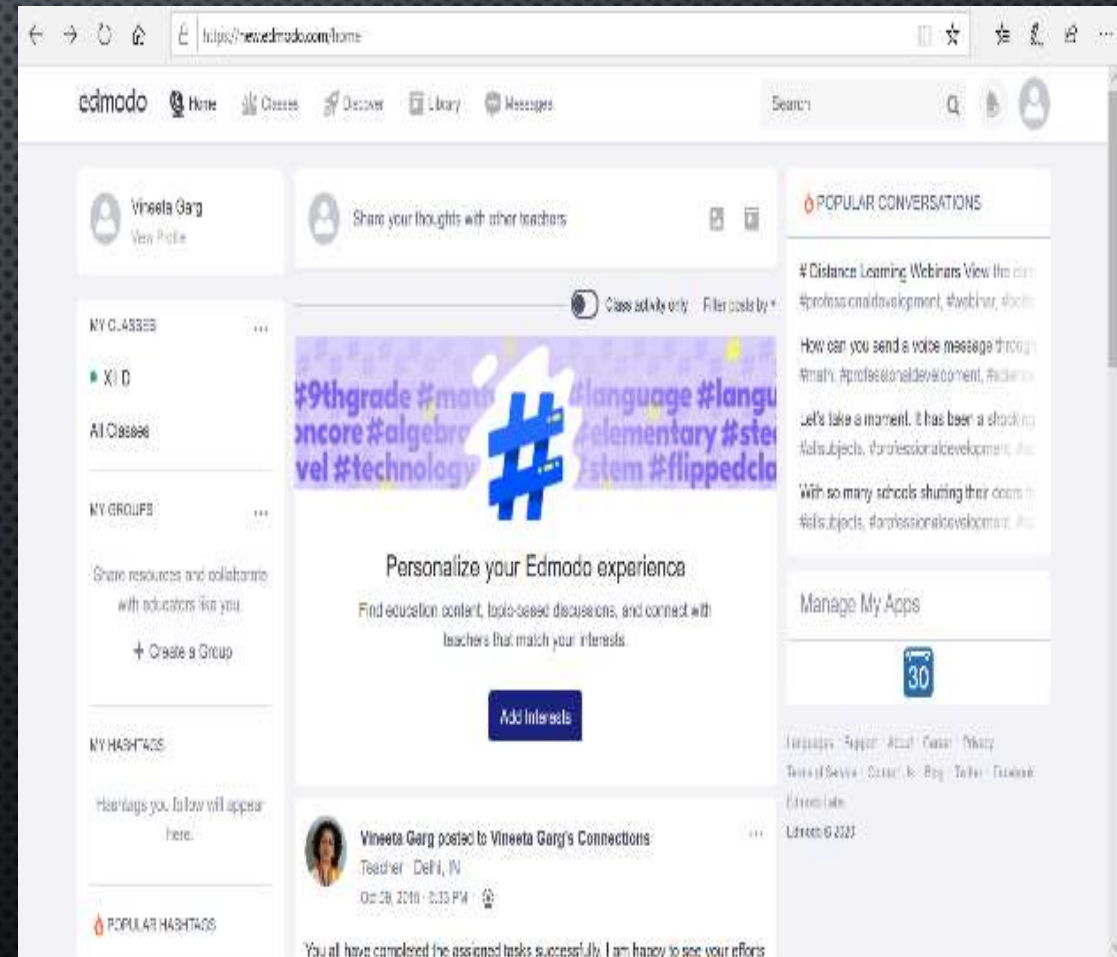 https://new.edmodo.com/home
edmodo Home Classes Discover Library Messages Search
Vineeta Garg
View Profile
MY CLASSES
XII D
All Classes
MY GROUPS
Share resources and collaborate
with educators like you
+ Create a Group
MY HASHTAGS
Hashtags you follow will appear
here.
POPULAR HASHTAGS
Share your thoughts with other teachers
Class activity only Filter posts by
#9thgrade #math #language #langu
oncore #algebra #elementary #ste
vel #technology #stem #flippedcla
#
Personalize your Edmodo experience
Find education content, topic-based discussions, and connect with
teachers that match your interests.
Add Interests
Vineeta Garg posted to Vineeta Garg's Connections
Teacher Delhi, IN
You all have completed the assigned tasks successfully. I am happy to see your efforts
POPULAR CONVERSATIONS
# Distance Learning Webinars View the
#professionaldevelopment, #webinar,
How can you send a voice message through
#math, #professionaldevelopment,
Let's take a moment. It has been a shocking
#allsubjects, #professionaldevelopment,
With so many schools shutting their doors
#allsubjects, #professionaldevelopment,
Manage My Apps
30
Languages Support About Career Privacy
Terms of Service Contact Us Blog Twitter Facebook
Edmodo Labs
Edmodo © 2020